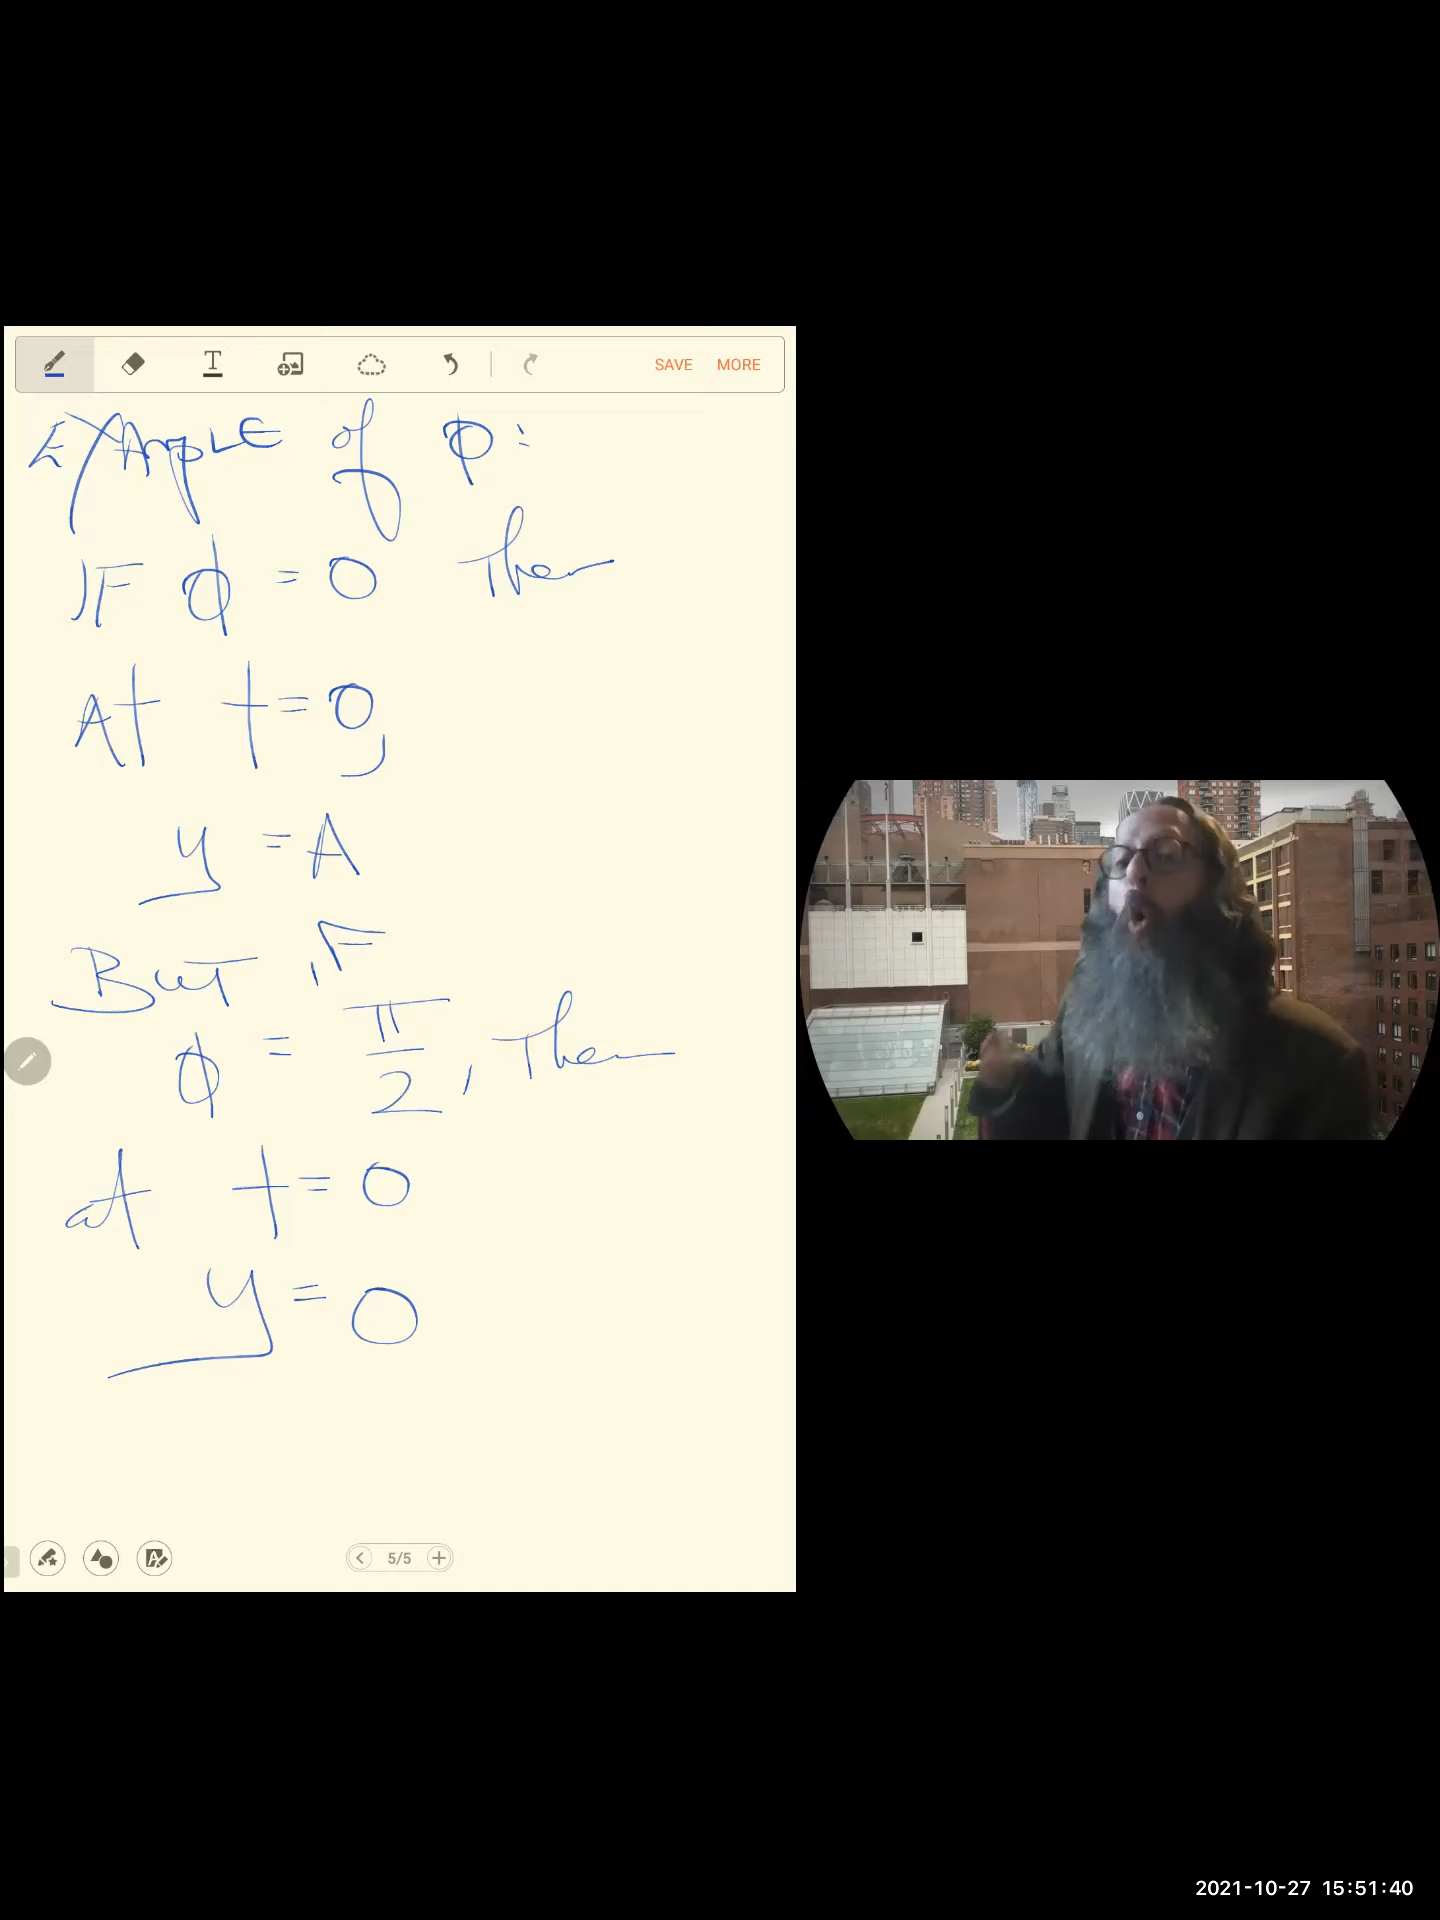 SAVE MORE
EXAMPLE of φ:
IF φ = 0 Then
At t = 0,
y = A
But IF
φ = π/2, Then
at t = 0
y = 0
5/5
2021-10-27 15:51:40